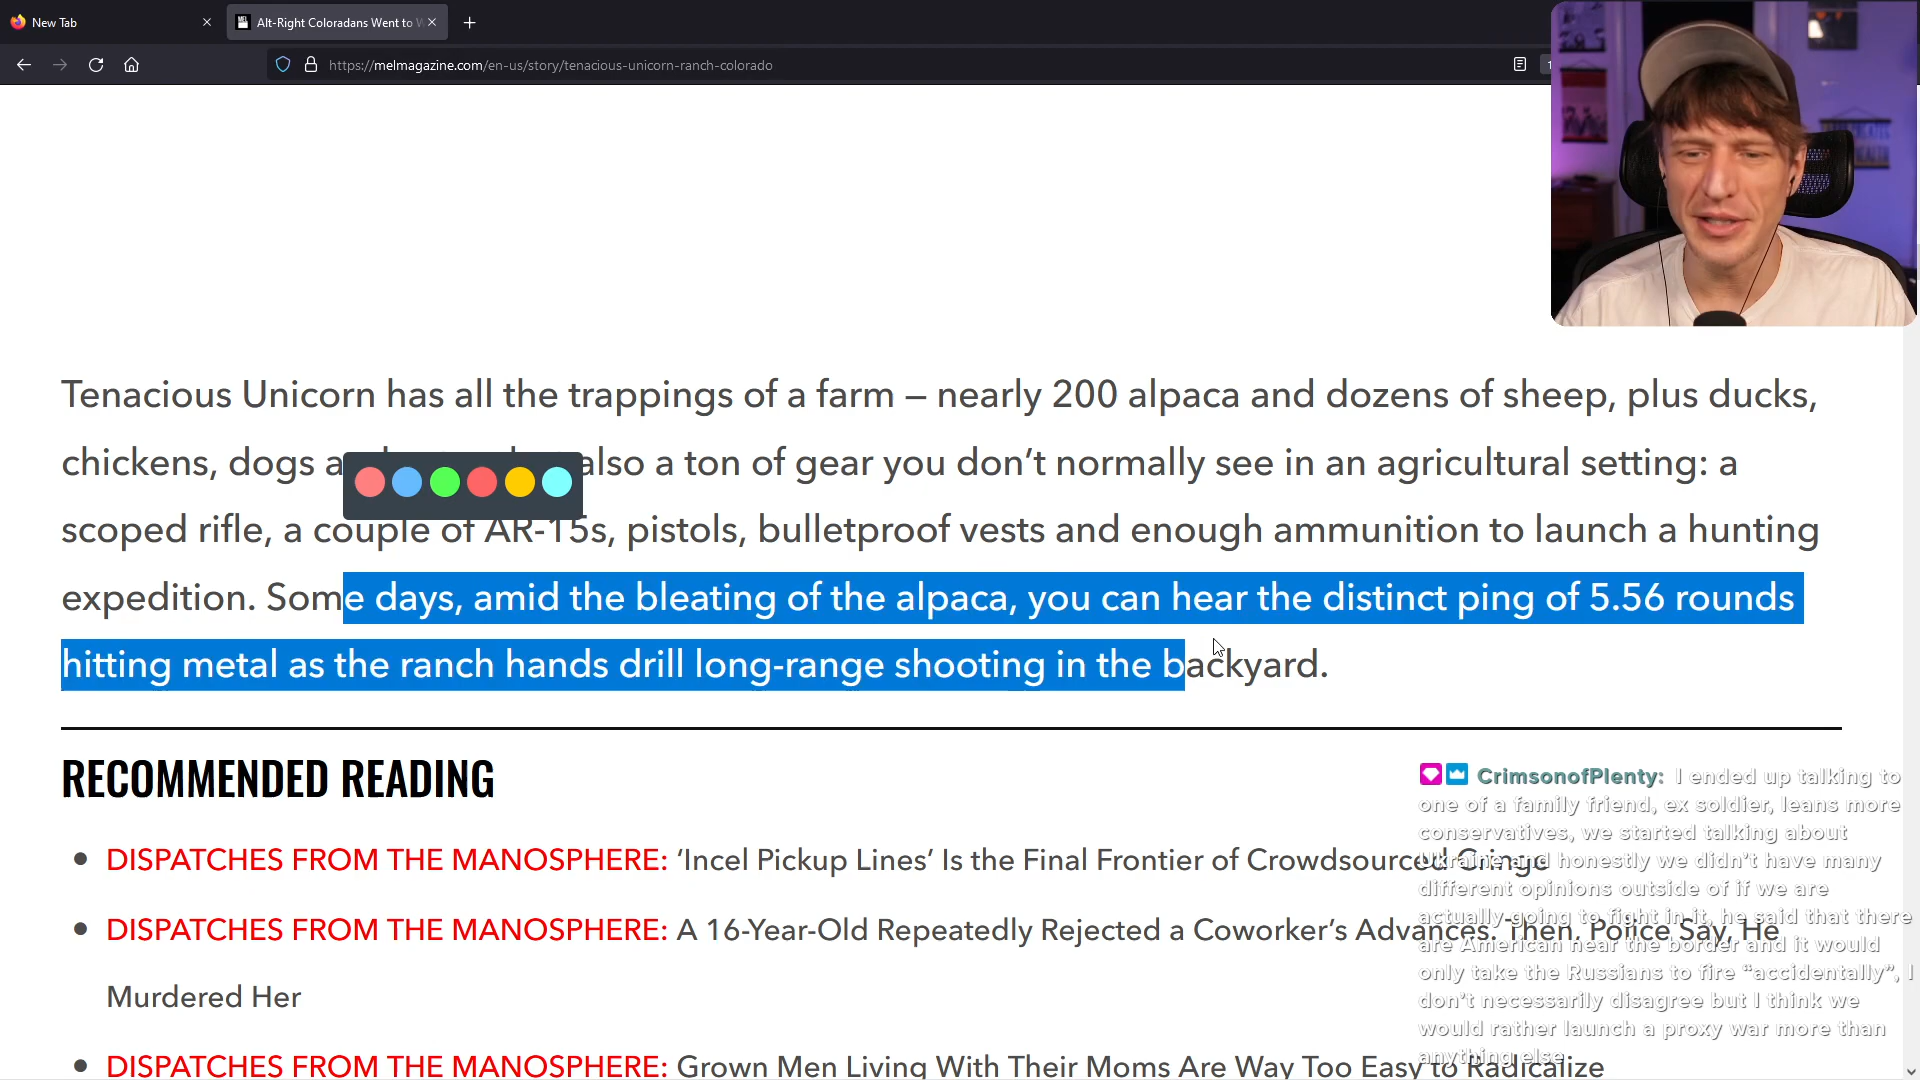 New Tab
Alt-Right Coloradans Went to W
https://melmagazine.com/en-us/story/tenacious-unicorn-ranch-colorado
Tenacious Unicorn has all the trappings of a farm — nearly 200 alpaca and dozens of sheep, plus ducks,
chickens, dogs a also a ton of gear you don’t normally see in an agricultural setting: a
scoped rifle, a couple of AR-15s, pistols, bulletproof vests and enough ammunition to launch a hunting
expedition. Some days, amid the bleating of the alpaca, you can hear the distinct ping of 5.56 rounds
hitting metal as the ranch hands drill long-range shooting in the backyard.
RECOMMENDED READING
• DISPATCHES FROM THE MANOSPHERE: ‘Incel Pickup Lines’ Is the Final Frontier of Crowdsourced Cringe
• DISPATCHES FROM THE MANOSPHERE: A 16-Year-Old Repeatedly Rejected a Coworker’s Advances. Then, Police Say, He
Murdered Her
• DISPATCHES FROM THE MANOSPHERE: Grown Men Living With Their Moms Are Way Too Easy to Radicalize
CrimsonofPlenty: I ended up talking to
one of a family friend, ex soldier, leans more
conservatives, we started talking about
Ukraine and honestly we didn't have many
different opinions outside of if we are
actually going to fight in it, he said that there
are American near the border and it would
only take the Russians to fire “accidentally”, I
don't necessarily disagree but I think we
would rather launch a proxy war more than
anything else